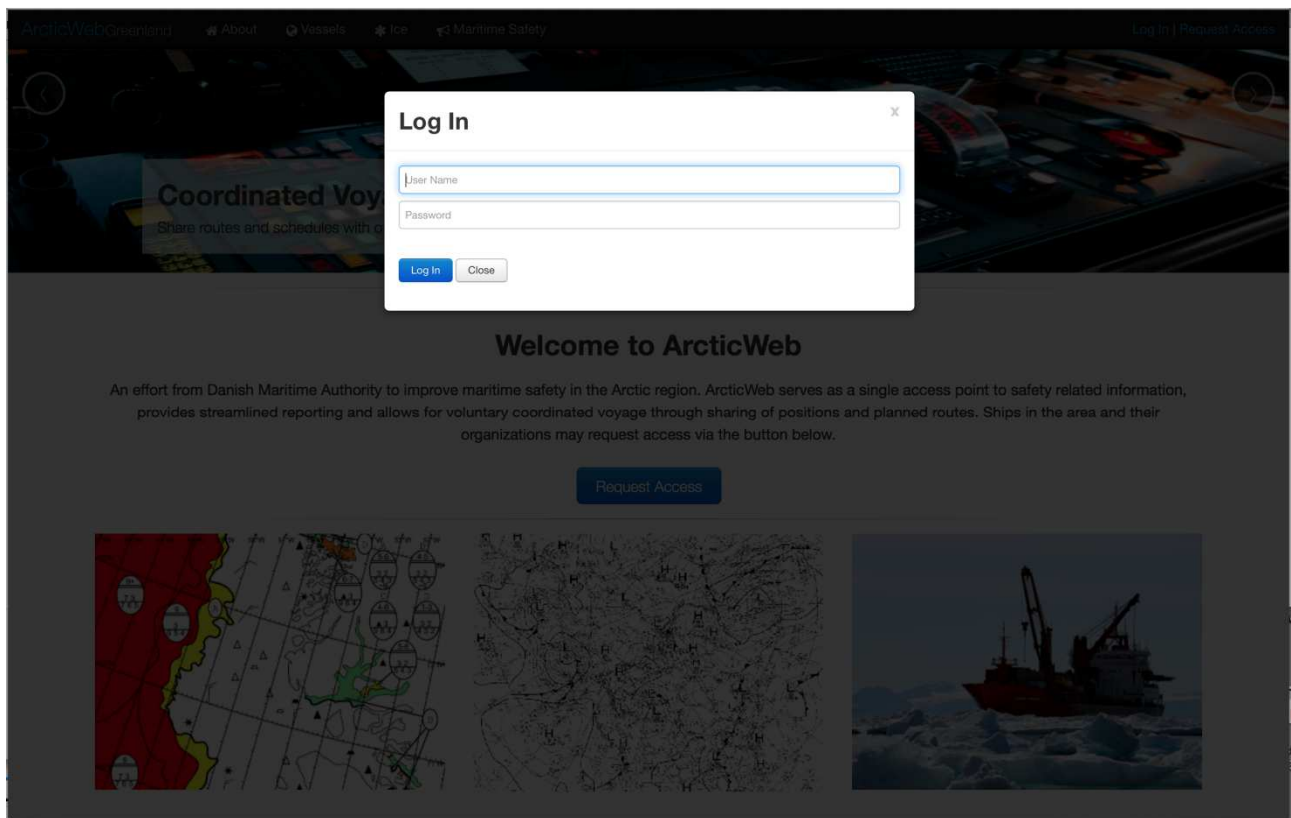 ArcticWebGreenland About Vessels Ice Maritime Safety Log In | Request Access
Log In x
User Name
Password
Log In Close
Coordinated Voy
Share routes and schedules with o
Welcome to ArcticWeb
An effort from Danish Maritime Authority to improve maritime safety in the Arctic region. ArcticWeb serves as a single access point to safety related information,
provides streamlined reporting and allows for voluntary coordinated voyage through sharing of positions and planned routes. Ships in the area and their
organizations may request access via the button below.
Request Access